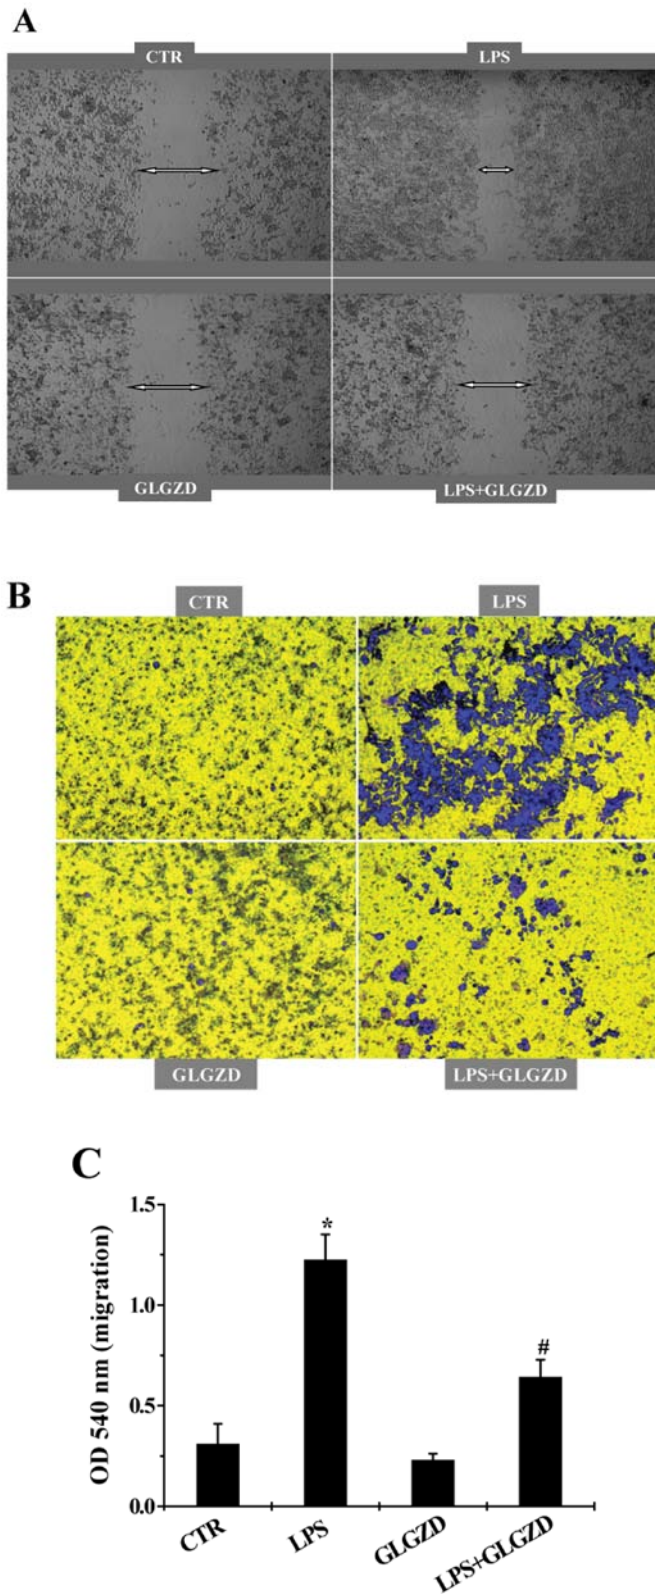 A
CTR
LPS
GLGZD
LPS+GLGZD
B
CTR
LPS
GLGZD
LPS+GLGZD
C
OD 540 nm (migration)
1.5
1.0
0.5
0.0
*
#
CTR
LPS
GLGZD
LPS+GLGZD